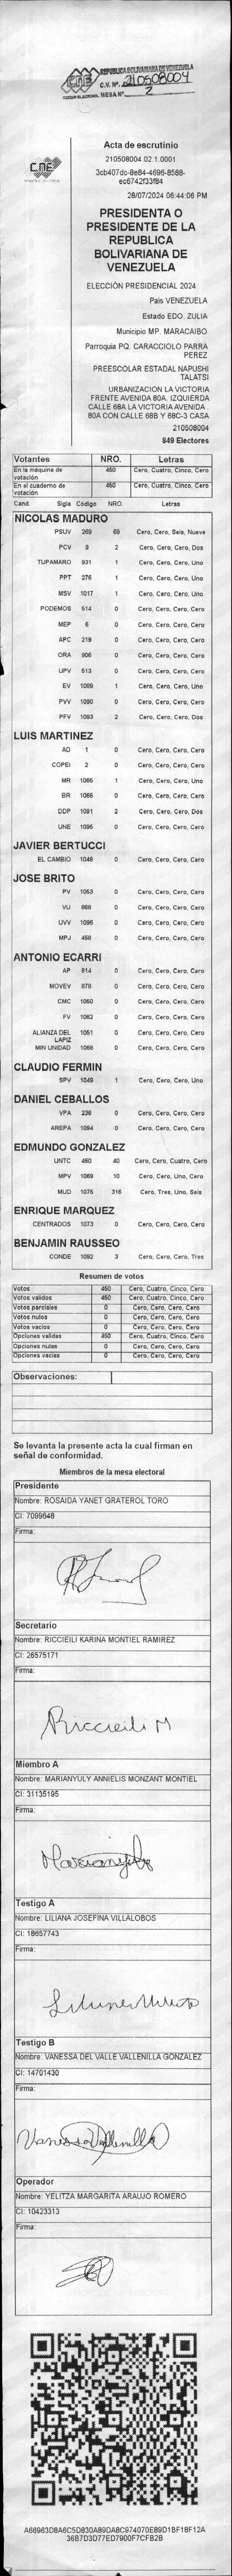 REPUBLICA BOLIVARIANA DE VENEZUELA
CNE
C.V. Nº. 210508004
PODER ELECTORAL MESA Nº 2
CNE
Acta de escrutinio
210508004.02.1.0001
3cb407dc-8e84-4696-8588-
ec6742f33f84
28/07/2024 06:44:06 PM
PRESIDENTA O
PRESIDENTE DE LA
REPUBLICA
BOLIVARIANA DE
VENEZUELA
ELECCIÓN PRESIDENCIAL 2024
Pais VENEZUELA
Estado EDO. ZULIA
Municipio MP. MARACAIBO
Parroquia PQ. CARACCIOLO PARRA
PEREZ
PREESCOLAR ESTADAL NAPUSHI
TALATSI
URBANIZACION LA VICTORIA
FRENTE AVENIDA 80A. IZQUIERDA
CALLE 68A LA VICTORIA AVENIDA .
80A CON CALLE 68B Y 68C-3 CASA
210508004
849 Electores
Votantes NRO. Letras
En la máquina de votación 450 Cero, Cuatro, Cinco, Cero
En el cuaderno de votación 450 Cero, Cuatro, Cinco, Cero
Cand. Sigla Código NRO. Letras
NICOLAS MADURO
PSUV 269 69 Cero, Cero, Seis, Nueve
PCV 9 2 Cero, Cero, Cero, Dos
TUPAMARO 931 1 Cero, Cero, Cero, Uno
PPT 276 1 Cero, Cero, Cero, Uno
MSV 1017 1 Cero, Cero, Cero, Uno
PODEMOS 514 0 Cero, Cero, Cero, Cero
MEP 6 0 Cero, Cero, Cero, Cero
APC 219 0 Cero, Cero, Cero, Cero
ORA 906 0 Cero, Cero, Cero, Cero
UPV 613 0 Cero, Cero, Cero, Cero
EV 1089 1 Cero, Cero, Cero, Uno
PVV 1090 0 Cero, Cero, Cero, Cero
PFV 1093 2 Cero, Cero, Cero, Dos
LUIS MARTINEZ
AD 1 0 Cero, Cero, Cero, Cero
COPEI 2 0 Cero, Cero, Cero, Cero
MR 1065 1 Cero, Cero, Cero, Uno
BR 1066 0 Cero, Cero, Cero, Cero
DDP 1091 2 Cero, Cero, Cero, Dos
UNE 1095 0 Cero, Cero, Cero, Cero
JAVIER BERTUCCI
EL CAMBIO 1048 0 Cero, Cero, Cero, Cero
JOSE BRITO
PV 1053 0 Cero, Cero, Cero, Cero
VU 868 0 Cero, Cero, Cero, Cero
UVV 1096 0 Cero, Cero, Cero, Cero
MPJ 458 0 Cero, Cero, Cero, Cero
ANTONIO ECARRI
AP 814 0 Cero, Cero, Cero, Cero
MOVEV 878 0 Cero, Cero, Cero, Cero
CMC 1050 0 Cero, Cero, Cero, Cero
FV 1062 0 Cero, Cero, Cero, Cero
ALIANZA DEL LAPIZ 1051 0 Cero, Cero, Cero, Cero
MIN UNIDAD 1068 0 Cero, Cero, Cero, Cero
CLAUDIO FERMIN
SPV 1049 1 Cero, Cero, Cero, Uno
DANIEL CEBALLOS
VPA 236 0 Cero, Cero, Cero, Cero
AREPA 1094 0 Cero, Cero, Cero, Cero
EDMUNDO GONZALEZ
UNTC 460 40 Cero, Cero, Cuatro, Cero
MPV 1069 10 Cero, Cero, Uno, Cero
MUD 1075 316 Cero, Tres, Uno, Seis
ENRIQUE MARQUEZ
CENTRADOS 1073 0 Cero, Cero, Cero, Cero
BENJAMIN RAUSSEO
CONDE 1092 3 Cero, Cero, Cero, Tres
Resumen de votos
Votos 450 Cero, Cuatro, Cinco, Cero
Votos validos 450 Cero, Cuatro, Cinco, Cero
Votos parciales 0 Cero, Cero, Cero, Cero
Votos nulos 0 Cero, Cero, Cero, Cero
Votos vacios 0 Cero, Cero, Cero, Cero
Opciones validas 450 Cero, Cuatro, Cinco, Cero
Opciones nulas 0 Cero, Cero, Cero, Cero
Opciones vacias 0 Cero, Cero, Cero, Cero
Observaciones:
Se levanta la presente acta la cual firman en
señal de conformidad.
Miembros de la mesa electoral
Presidente
Nombre: ROSAIDA YANET GRATEROL TORO
CI: 7099648
Firma:
Secretario
Nombre: RICCIEILI KARINA MONTIEL RAMIREZ
CI: 26575171
Firma:
Riccieili M
Miembro A
Nombre: MARIANYULY ANNIELIS MONZANT MONTIEL
CI: 31135195
Firma:
Testigo A
Nombre: LILIANA JOSEFINA VILLALOBOS
CI: 18657743
Firma:
Testigo B
Nombre: VANESSA DEL VALLE VALLENILLA GONZALEZ
CI: 14701430
Firma:
Vanessa Vallenilla
Operador
Nombre: YELITZA MARGARITA ARAUJO ROMERO
CI: 10423313
Firma:
A66963D8A6C5D830A89DA8C974070E89D1BF18F12A
36B7D3D77ED7900F7CFB2B